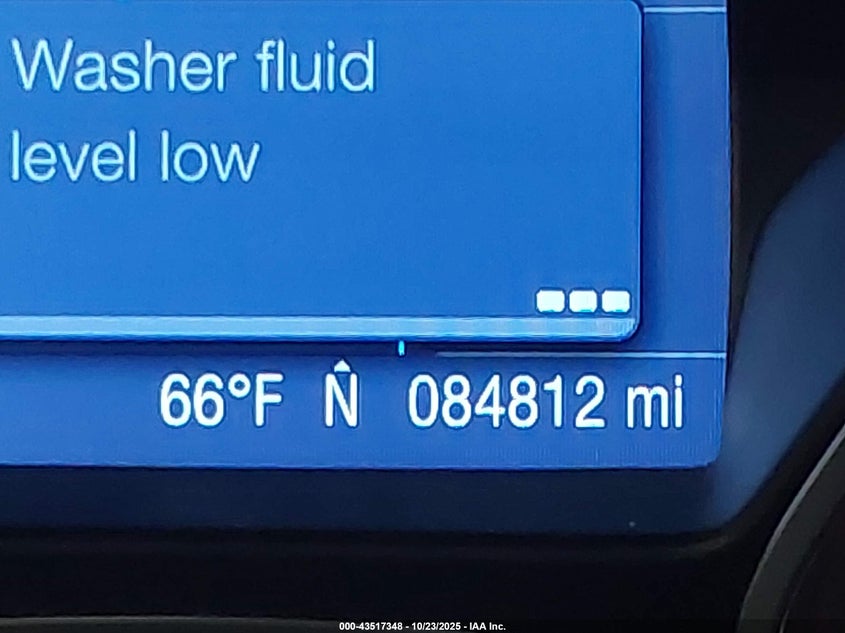 Washer fluid
level low
66°F N 084812 mi
000-43517348 - 10/23/2025 - IAA Inc.